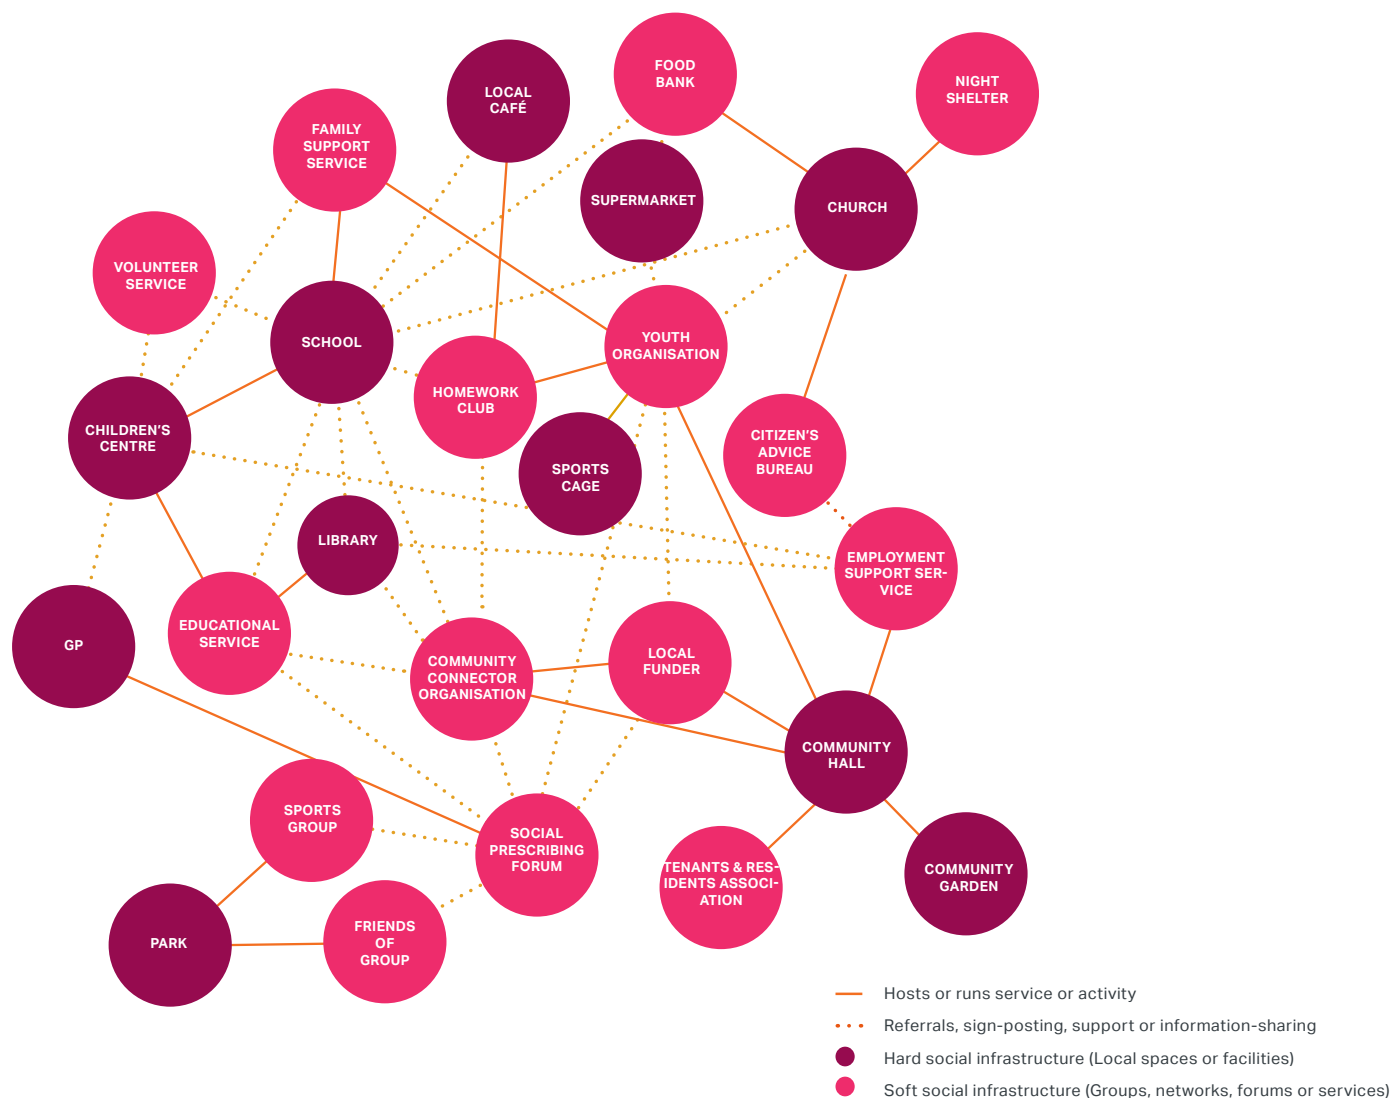 FOOD
BANK
NIGHT
SHELTER
LOCAL
CAFÉ
FAMILY
SUPPORT
SERVICE
SUPERMARKET
CHURCH
VOLUNTEER
SERVICE
SCHOOL
YOUTH
ORGANISATION
HOMEWORK
CLUB
CHILDREN'S
CENTRE
CITIZEN'S
ADVICE
BUREAU
SPORTS
CAGE
LIBRARY
EMPLOYMENT
SUPPORT SER-
VICE
EDUCATIONAL
SERVICE
GP
COMMUNITY
CONNECTOR
ORGANISATION
LOCAL
FUNDER
COMMUNITY
HALL
SPORTS
GROUP
SOCIAL
PRESCRIBING
FORUM
TENANTS & RES-
IDENTS ASSOCI-
ATION
COMMUNITY
GARDEN
PARK
FRIENDS
OF
GROUP
Hosts or runs service or activity
Referrals, sign-posting, support or information-sharing
Hard social infrastructure (Local spaces or facilities)
Soft social infrastructure (Groups, networks, forums or services)